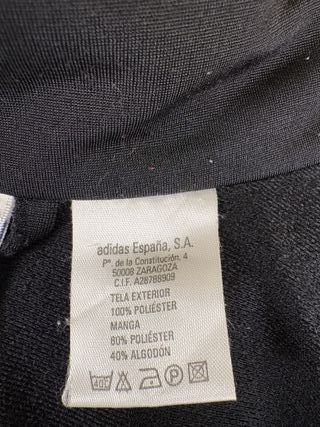 adidas España, S.A.
Pº. de la Constitución, 4
50008 ZARAGOZA
C.I.F. A28788909
TELA EXTERIOR
100% POLIÉSTER
MANGA
60% POLIÉSTER
40% ALGODÓN
40° P